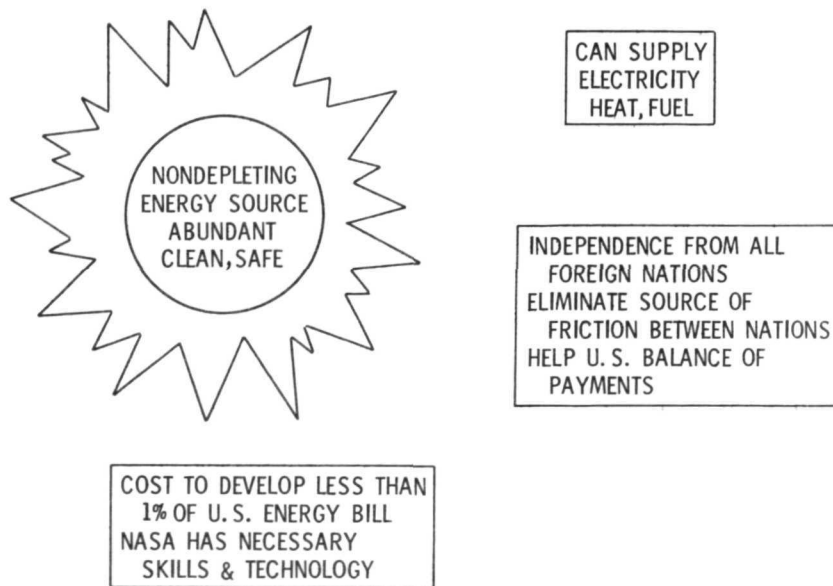 NONDEPLETING
ENERGY SOURCE
ABUNDANT
CLEAN, SAFE
CAN SUPPLY
ELECTRICITY
HEAT, FUEL
INDEPENDENCE FROM ALL
FOREIGN NATIONS
ELIMINATE SOURCE OF
FRICTION BETWEEN NATIONS
HELP U.S. BALANCE OF
PAYMENTS
COST TO DEVELOP LESS THAN
1% OF U.S. ENERGY BILL
NASA HAS NECESSARY
SKILLS & TECHNOLOGY